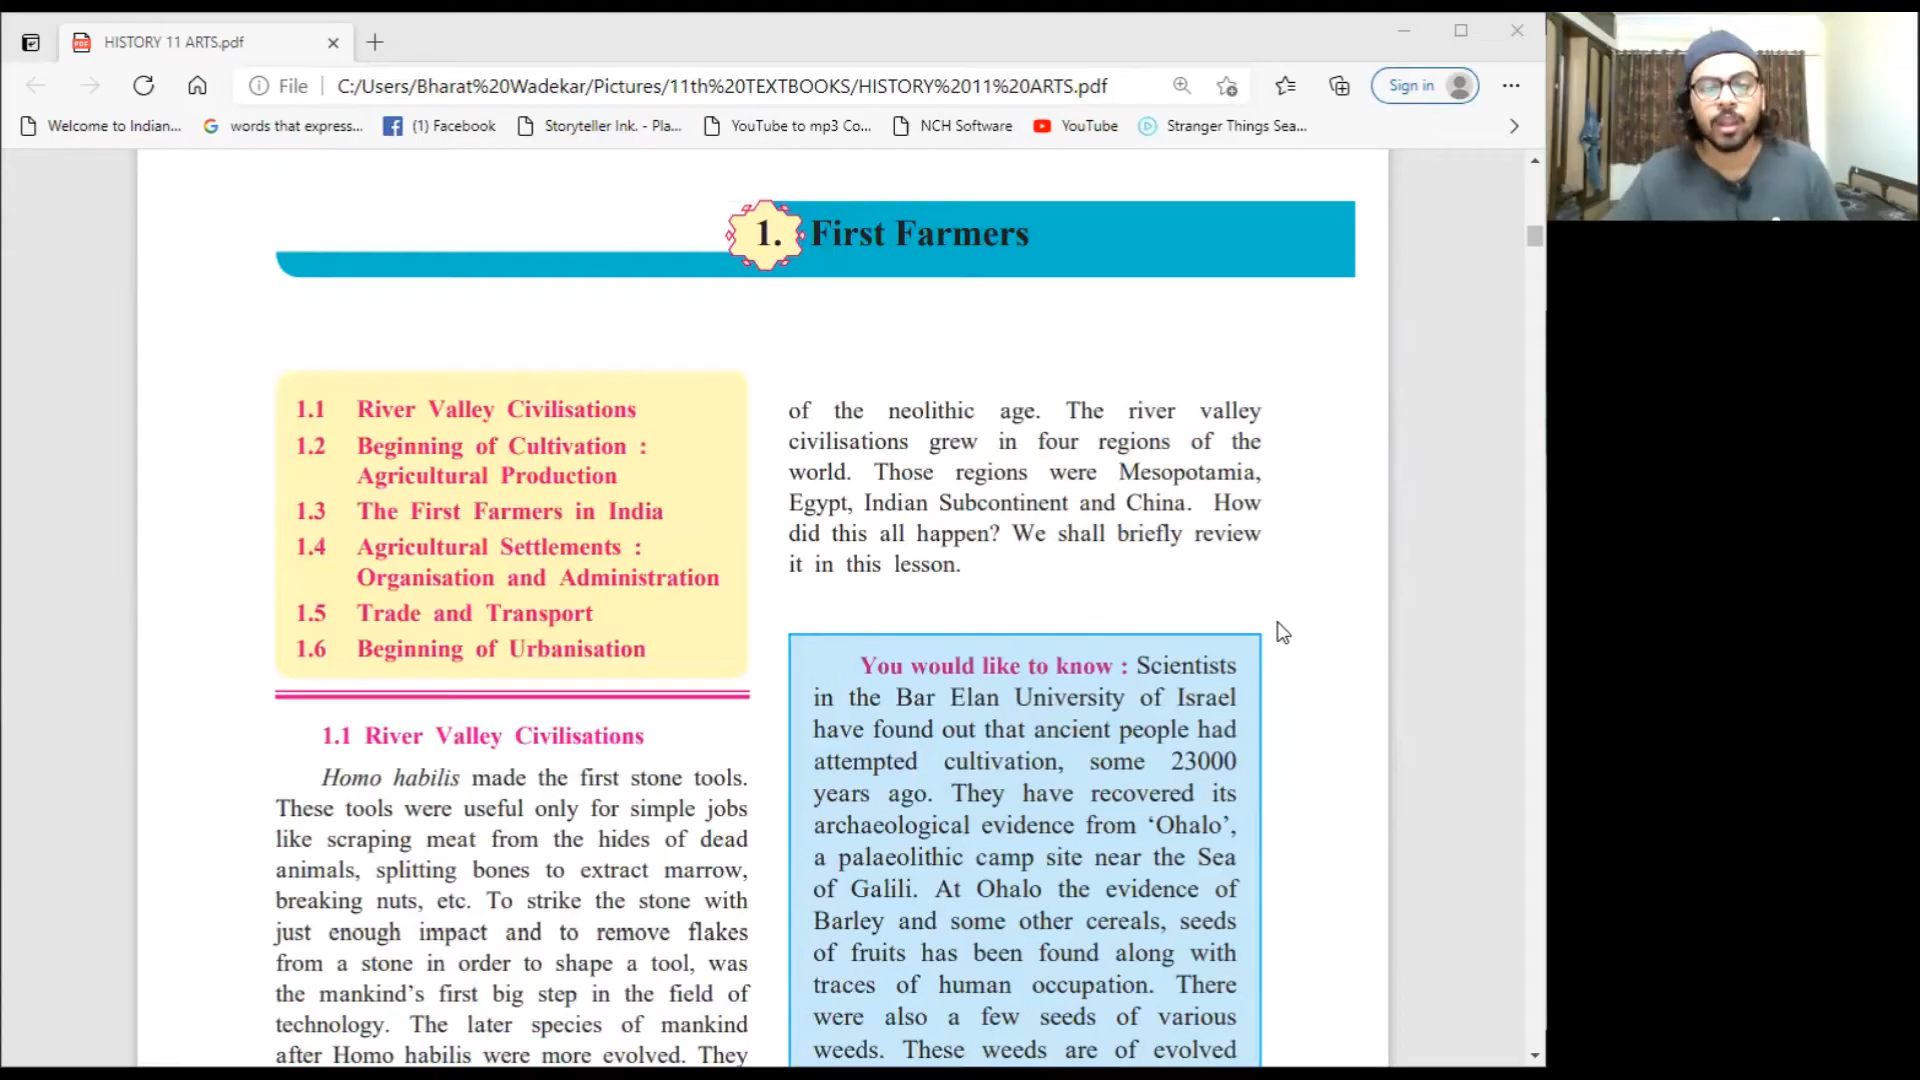 HISTORY 11 ARTS.pdf
File
C:/Users/Bharat%20Wadekar/Pictures/11th%20TEXTBOOKS/HISTORY%2011%20ARTS.pdf
Sign in
Welcome to Indian...
words that express...
(1) Facebook
Storyteller Ink. - Pla...
YouTube to mp3 Co...
NCH Software
YouTube
Stranger Things Sea...
1. First Farmers
1.1 River Valley Civilisations
1.2 Beginning of Cultivation :
Agricultural Production
1.3 The First Farmers in India
1.4 Agricultural Settlements :
Organisation and Administration
1.5 Trade and Transport
1.6 Beginning of Urbanisation
1.1 River Valley Civilisations
Homo habilis made the first stone tools.
These tools were useful only for simple jobs
like scraping meat from the hides of dead
animals, splitting bones to extract marrow,
breaking nuts, etc. To strike the stone with
just enough impact and to remove flakes
from a stone in order to shape a tool, was
the mankind's first big step in the field of
technology. The later species of mankind
after Homo habilis were more evolved. They
of the neolithic age. The river valley
civilisations grew in four regions of the
world. Those regions were Mesopotamia,
Egypt, Indian Subcontinent and China. How
did this all happen? We shall briefly review
it in this lesson.
You would like to know : Scientists
in the Bar Elan University of Israel
have found out that ancient people had
attempted cultivation, some 23000
years ago. They have recovered its
archaeological evidence from ‘Ohalo’,
a palaeolithic camp site near the Sea
of Galili. At Ohalo the evidence of
Barley and some other cereals, seeds
of fruits has been found along with
traces of human occupation. There
were also a few seeds of various
weeds. These weeds are of evolved